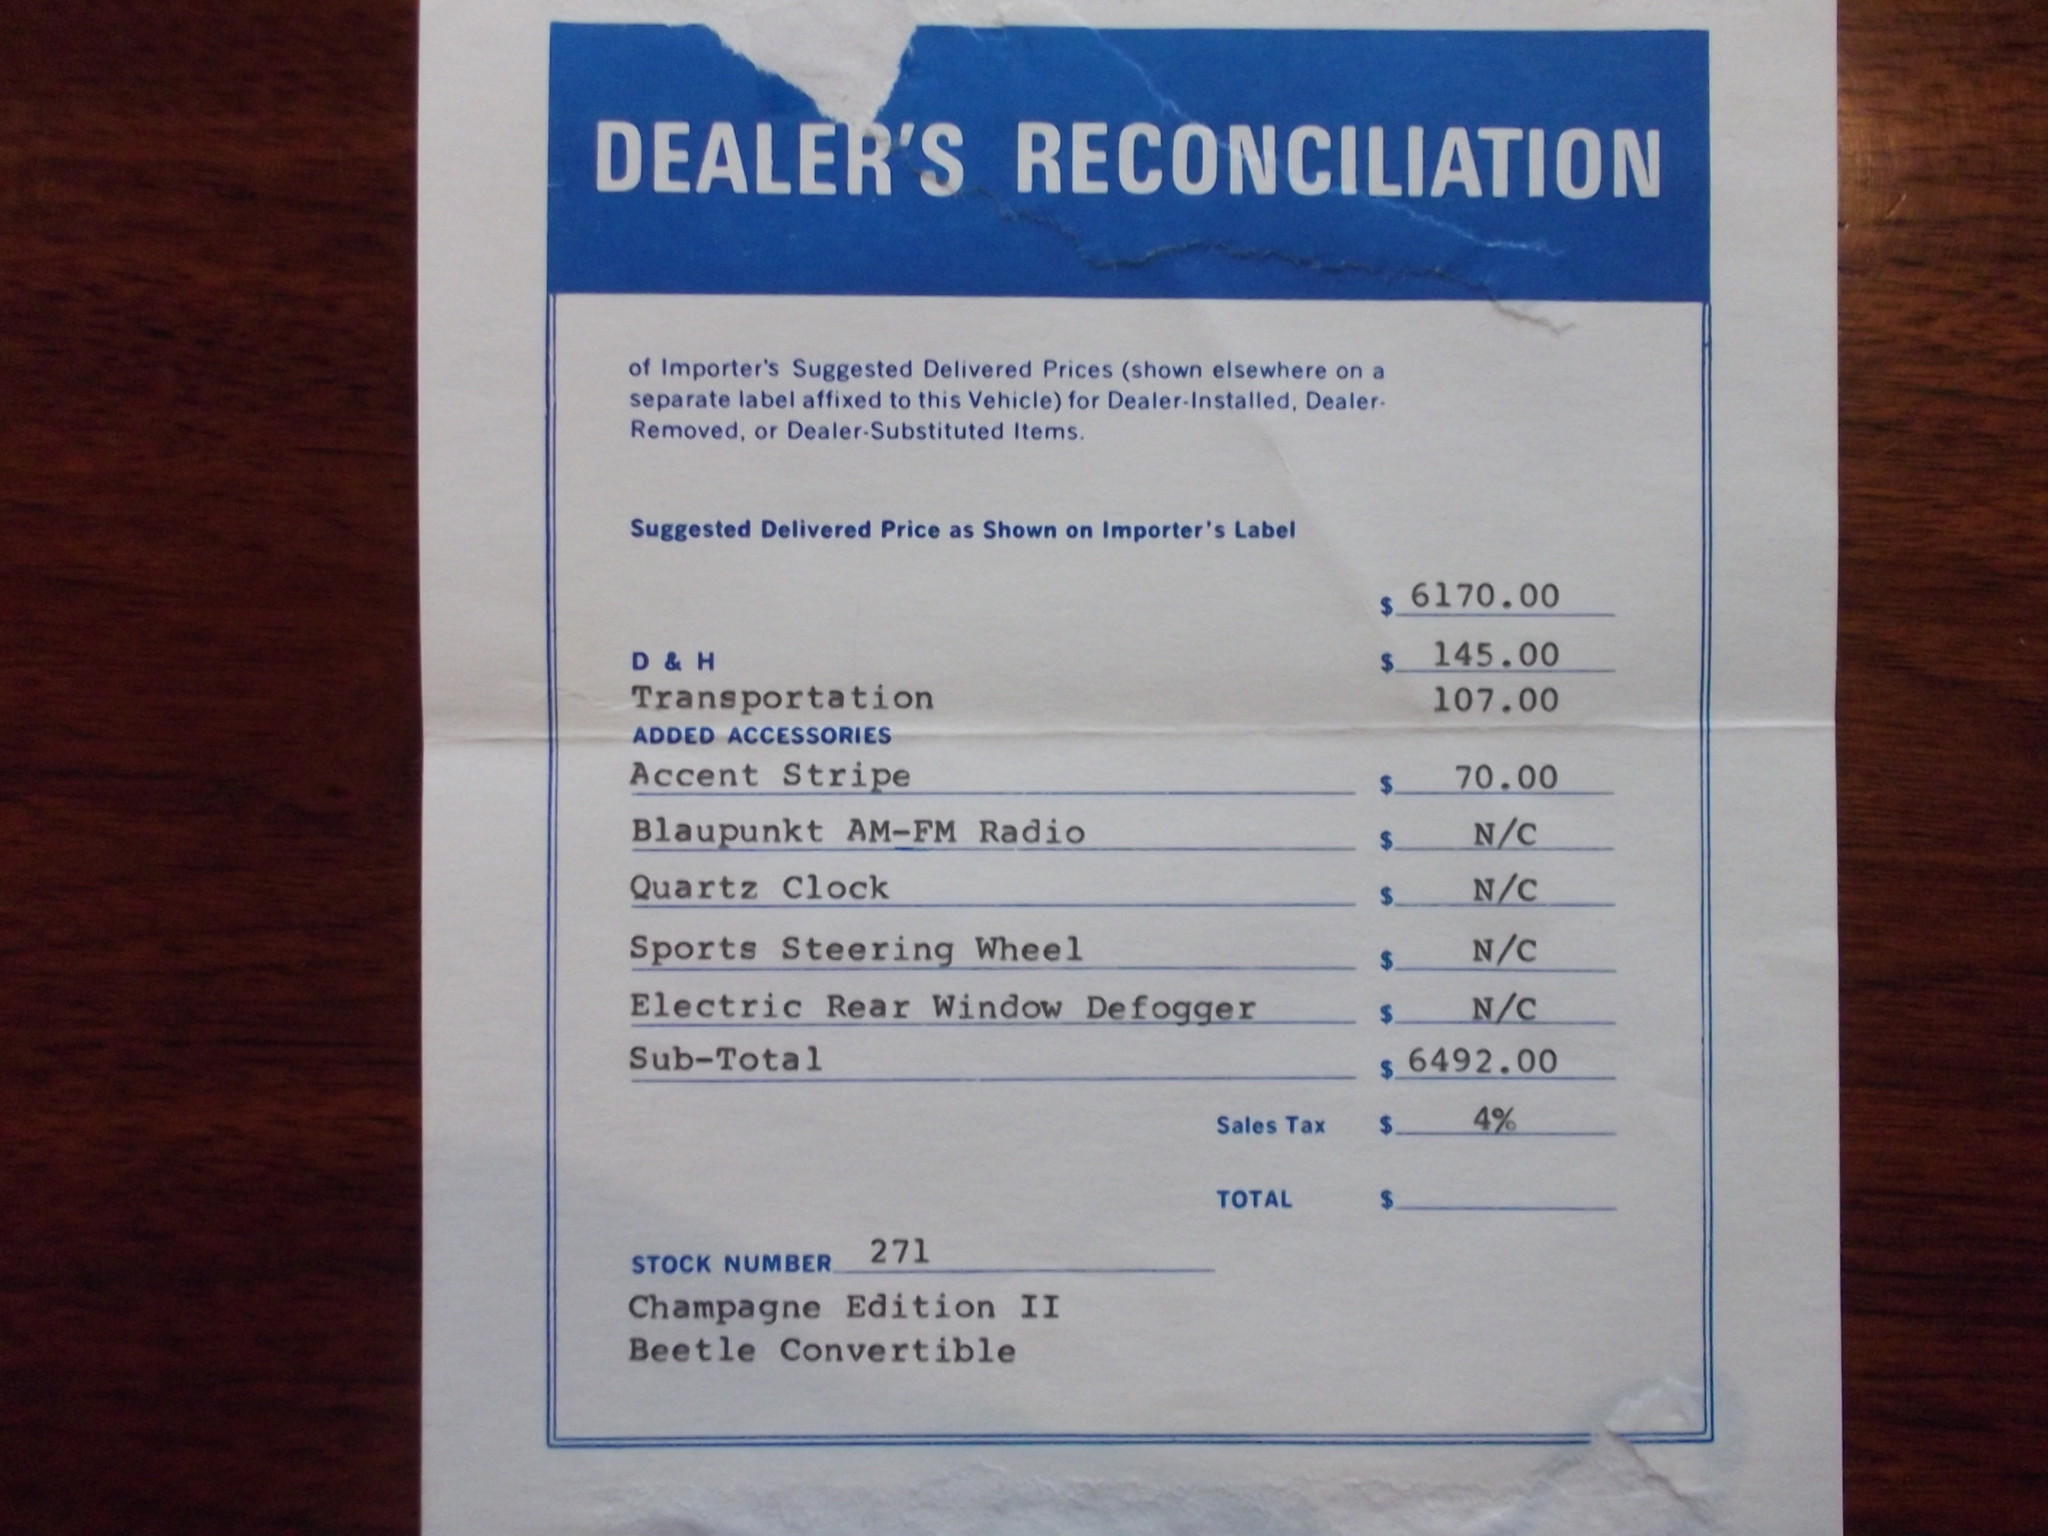 DEALER'S RECONCILIATION
of Importer's Suggested Delivered Prices (shown elsewhere on a
separate label affixed to this Vehicle) for Dealer-Installed, Dealer-
Removed, or Dealer-Substituted Items.
Suggested Delivered Price as Shown on Importer's Label
$ 6170.00
D & H $ 145.00
Transportation 107.00
ADDED ACCESSORIES
Accent Stripe $ 70.00
Blaupunkt AM-FM Radio $ N/C
Quartz Clock $ N/C
Sports Steering Wheel $ N/C
Electric Rear Window Defogger $ N/C
Sub-Total $ 6492.00
Sales Tax $ 4%
TOTAL $
STOCK NUMBER 271
Champagne Edition II
Beetle Convertible